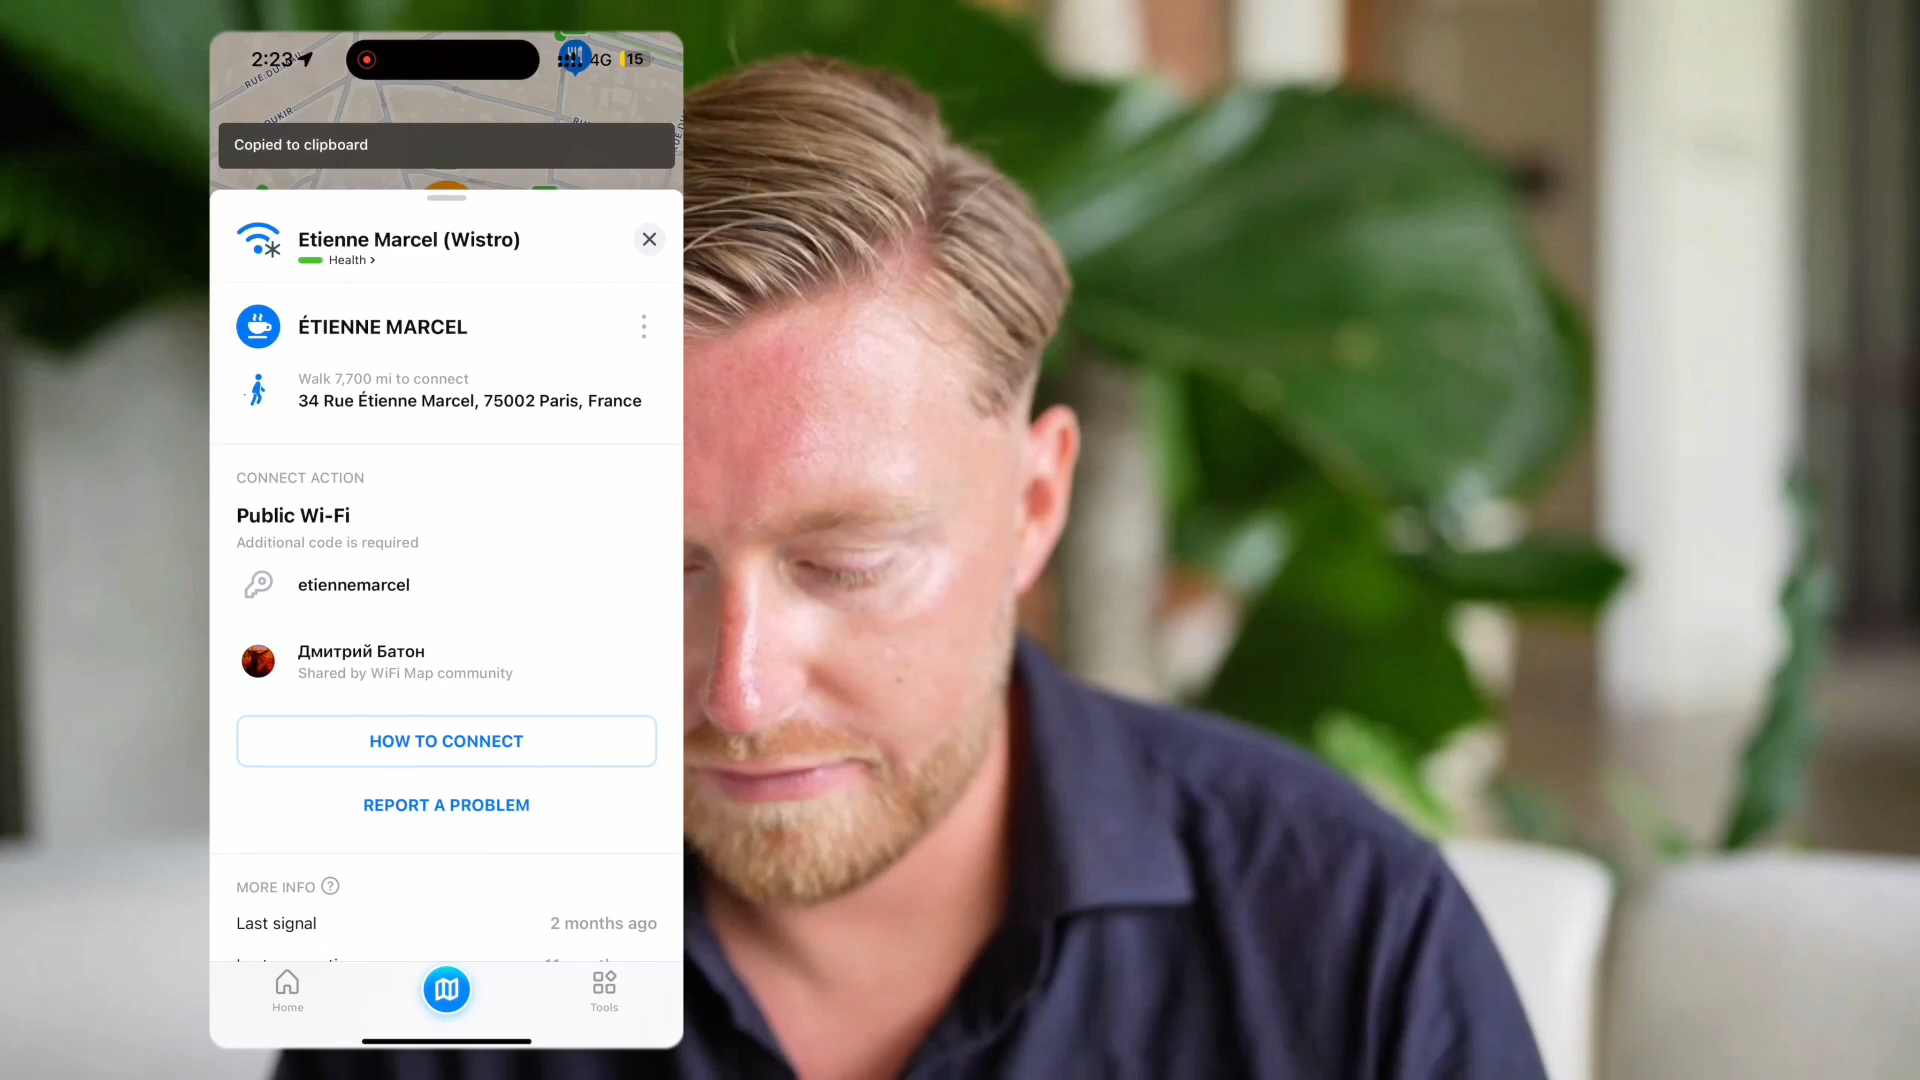 2:23
4G
15
RUE DU
OUKIR
Copied to clipboard
Etienne Marcel (Wistro)
Health >
ÉTIENNE MARCEL
Walk 7,700 mi to connect
34 Rue Étienne Marcel, 75002 Paris, France
CONNECT ACTION
Public Wi-Fi
Additional code is required
etiennemarcel
Дмитрий Батон
Shared by WiFi Map community
HOW TO CONNECT
REPORT A PROBLEM
MORE INFO ?
Last signal
2 months ago
Home
Tools